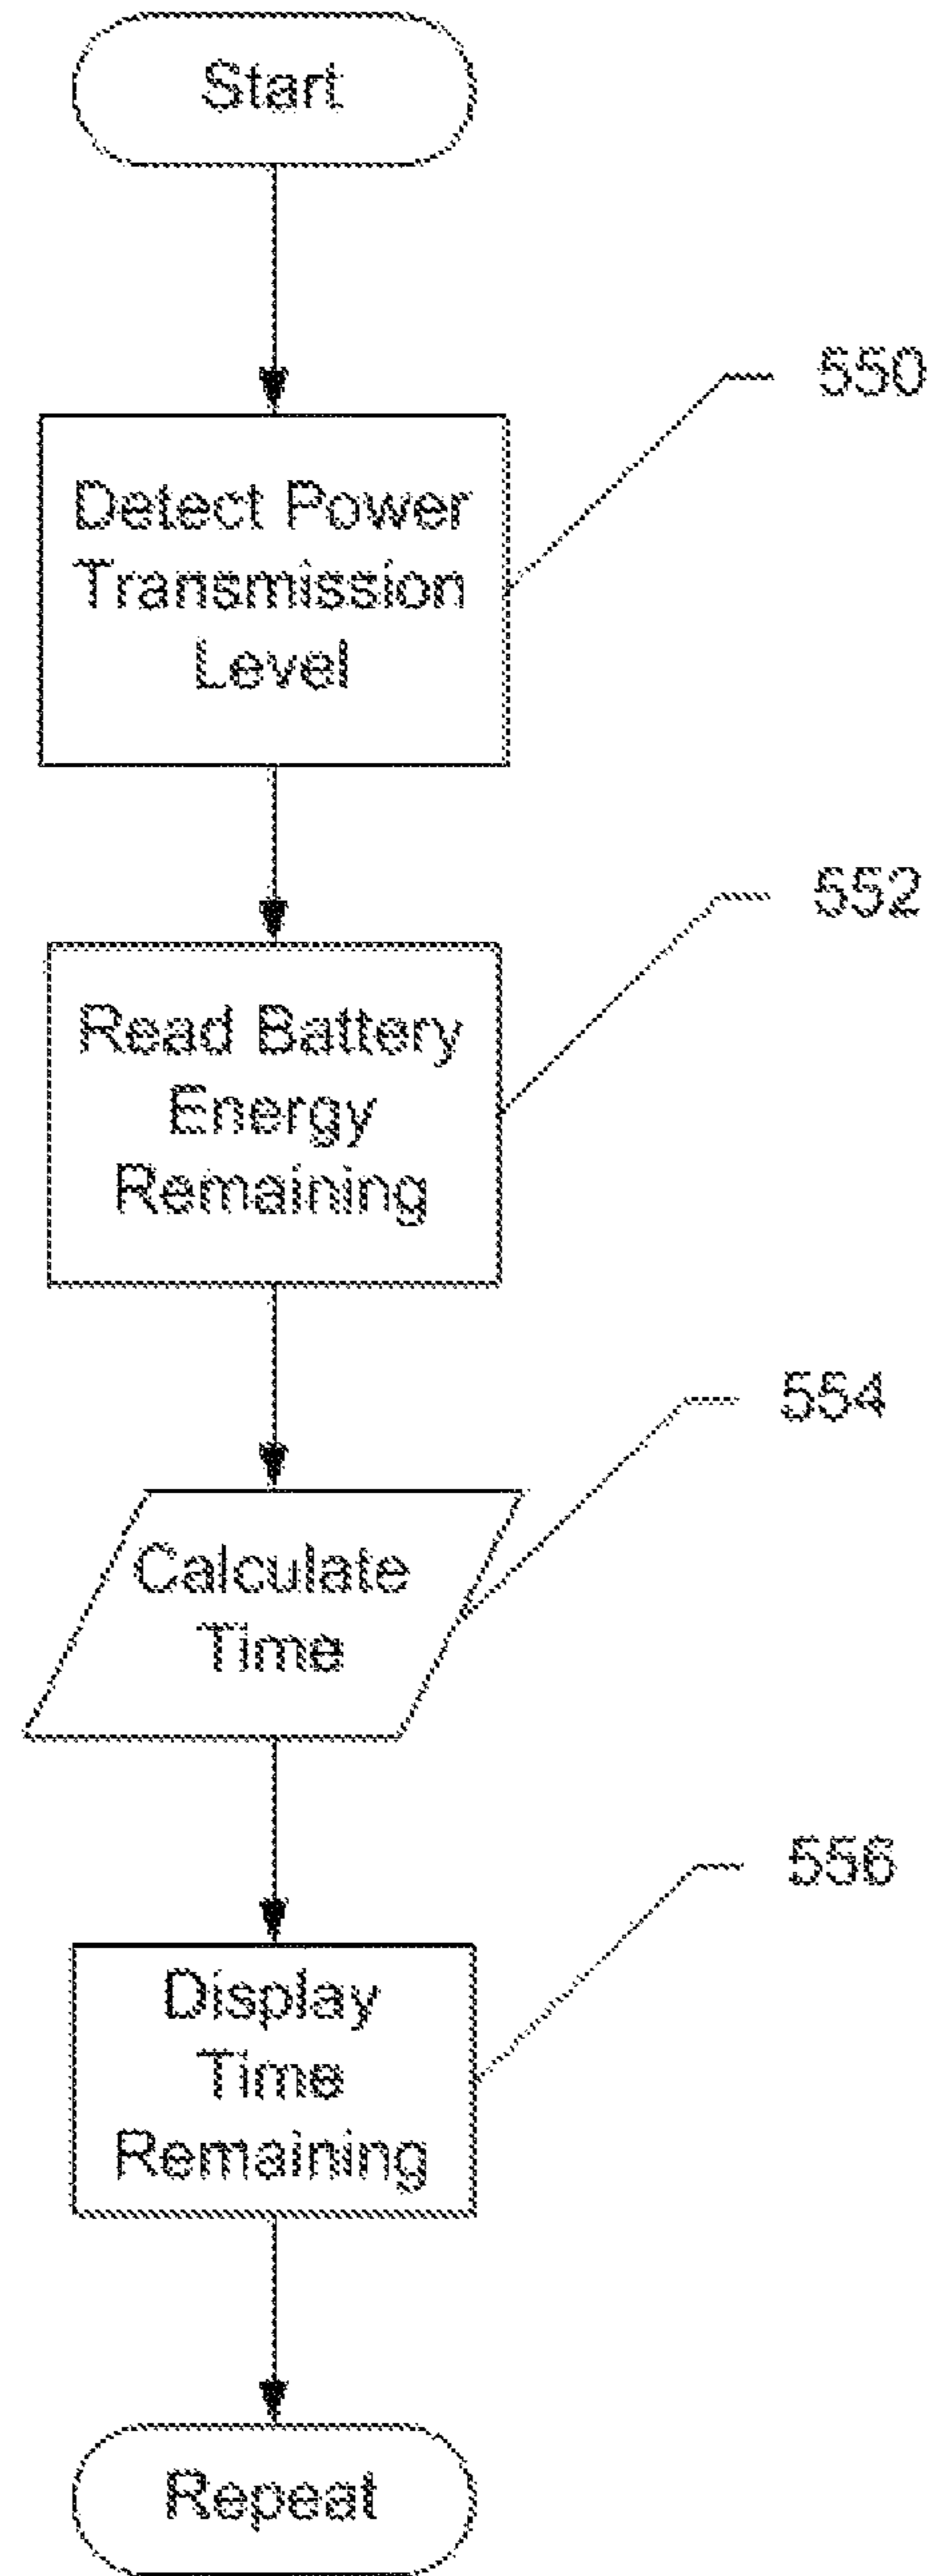 Start
550
Detect Power
Transmission
Level
552
Read Battery
Energy
Remaining
554
Calculate
Time
556
Display
Time
Remaining
Repeat